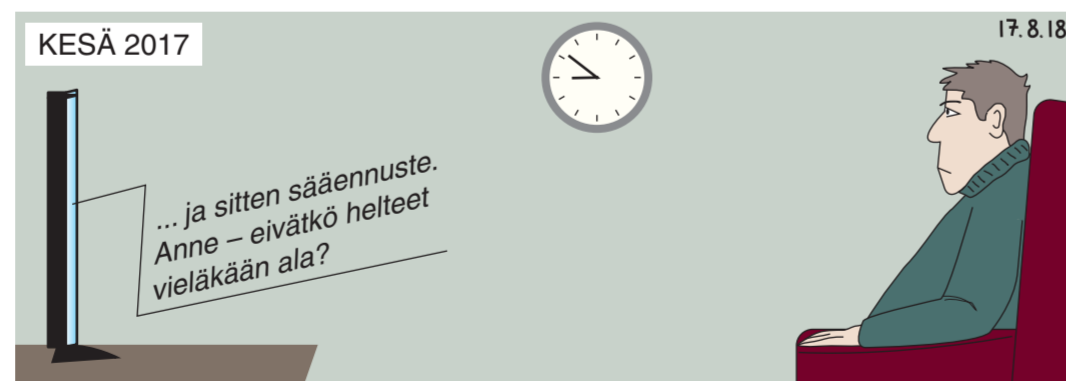 KESÄ 2017
17.8.18
... ja sitten sääennuste.
Anne – eivätkö helteet
vieläkään ala?